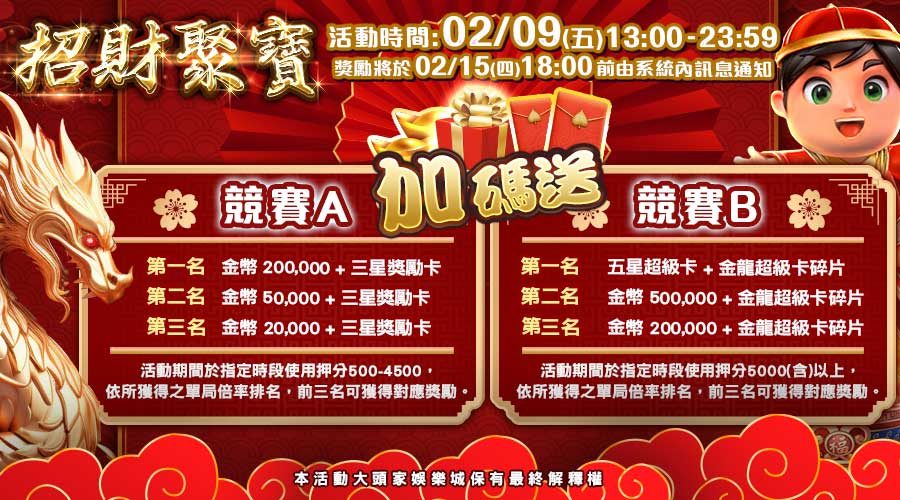 招財聚寶
活動時間:02/09(五)13:00-23:59
獎勵將於 02/15(四)18:00 前由系統內訊息通知
加碼送
競賽A
第一名 金幣 200,000 + 三星獎勵卡
第二名 金幣 50,000 + 三星獎勵卡
第三名 金幣 20,000 + 三星獎勵卡
活動期間於指定時段使用押分500-4500，
依所獲得之單局倍率排名，前三名可獲得對應獎勵。
競賽B
第一名 五星超級卡 + 金龍超級卡碎片
第二名 金幣 500,000 + 金龍超級卡碎片
第三名 金幣 200,000 + 金龍超級卡碎片
活動期間於指定時段使用押分5000(含)以上，
依所獲得之單局倍率排名，前三名可獲得對應獎勵。
福
本活動大頭家娛樂城保有最終解釋權